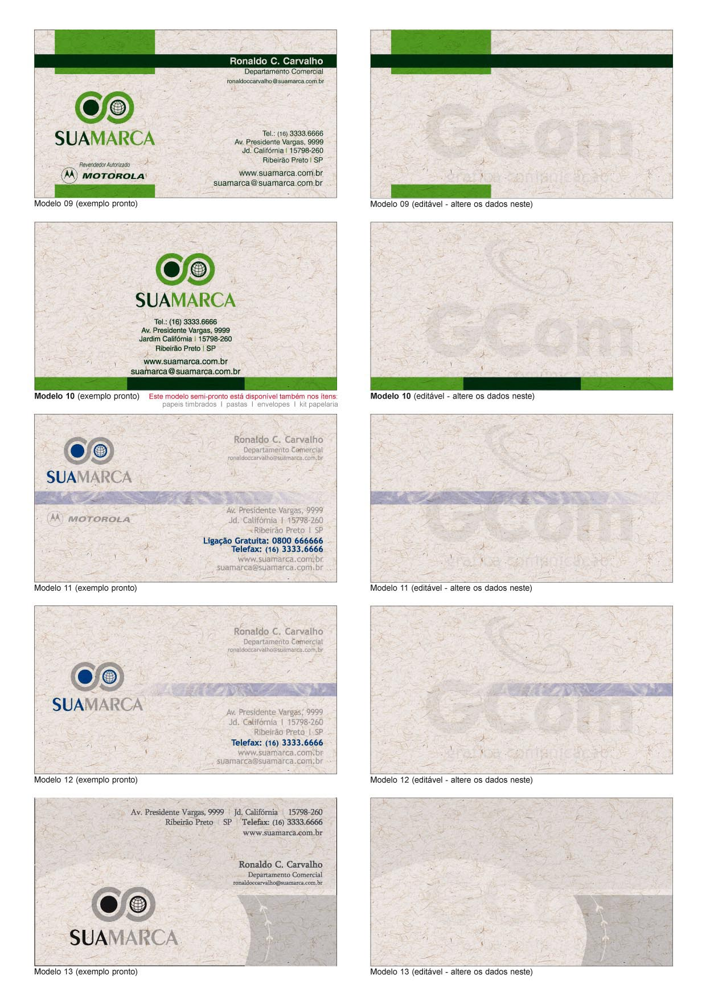 Ronaldo C. Carvalho
Departamento Comercial
ronaldoccarvalho@suamarca.com.br
SUAMARCA
Tel.: (16) 3333.6666
Av. Presidente Vargas, 9999
Jd. Califórnia | 15798-260
Ribeirão Preto | SP
Revendedor Autorizado
MOTOROLA
www.suamarca.com.br
suamarca@suamarca.com.br
Modelo 09 (exemplo pronto)
GCom
gráfica comunicação
Modelo 09 (editável - altere os dados neste)
SUAMARCA
Tel.: (16) 3333.6666
Av. Presidente Vargas, 9999
Jardim Califórnia | 15798-260
Ribeirão Preto | SP
www.suamarca.com.br
suamarca@suamarca.com.br
Modelo 10 (exemplo pronto)
Este modelo semi-pronto está disponível também nos ítens:
papeis timbrados | pastas | envelopes | kit papelaria
GCom
Modelo 10 (editável - altere os dados neste)
Ronaldo C. Carvalho
Departamento Comercial
ronaldoccarvalho@suamarca.com.br
SUAMARCA
MOTOROLA
Av. Presidente Vargas, 9999
Jd. Califórnia | 15798-260
Ribeirão Preto | SP
Ligação Gratuita: 0800 666666
Telefax: (16) 3333.6666
www.suamarca.com.br
suamarca@suamarca.com.br
Modelo 11 (exemplo pronto)
GCom
gráfica comunicação
Modelo 11 (editável - altere os dados neste)
Ronaldo C. Carvalho
Departamento Comercial
ronaldoccarvalho@suamarca.com.br
SUAMARCA
Av. Presidente Vargas, 9999
Jd. Califórnia | 15798-260
Ribeirão Preto | SP
Telefax: (16) 3333.6666
www.suamarca.com.br
suamarca@suamarca.com.br
Modelo 12 (exemplo pronto)
GCom
gráfica comunicação
Modelo 12 (editável - altere os dados neste)
Av. Presidente Vargas, 9999 | Jd. Califórnia | 15798-260
Ribeirão Preto | SP | Telefax: (16) 3333.6666
www.suamarca.com.br
Ronaldo C. Carvalho
Departamento Comercial
ronaldoccarvalho@suamarca.com.br
SUAMARCA
Modelo 13 (exemplo pronto)
Modelo 13 (editável - altere os dados neste)